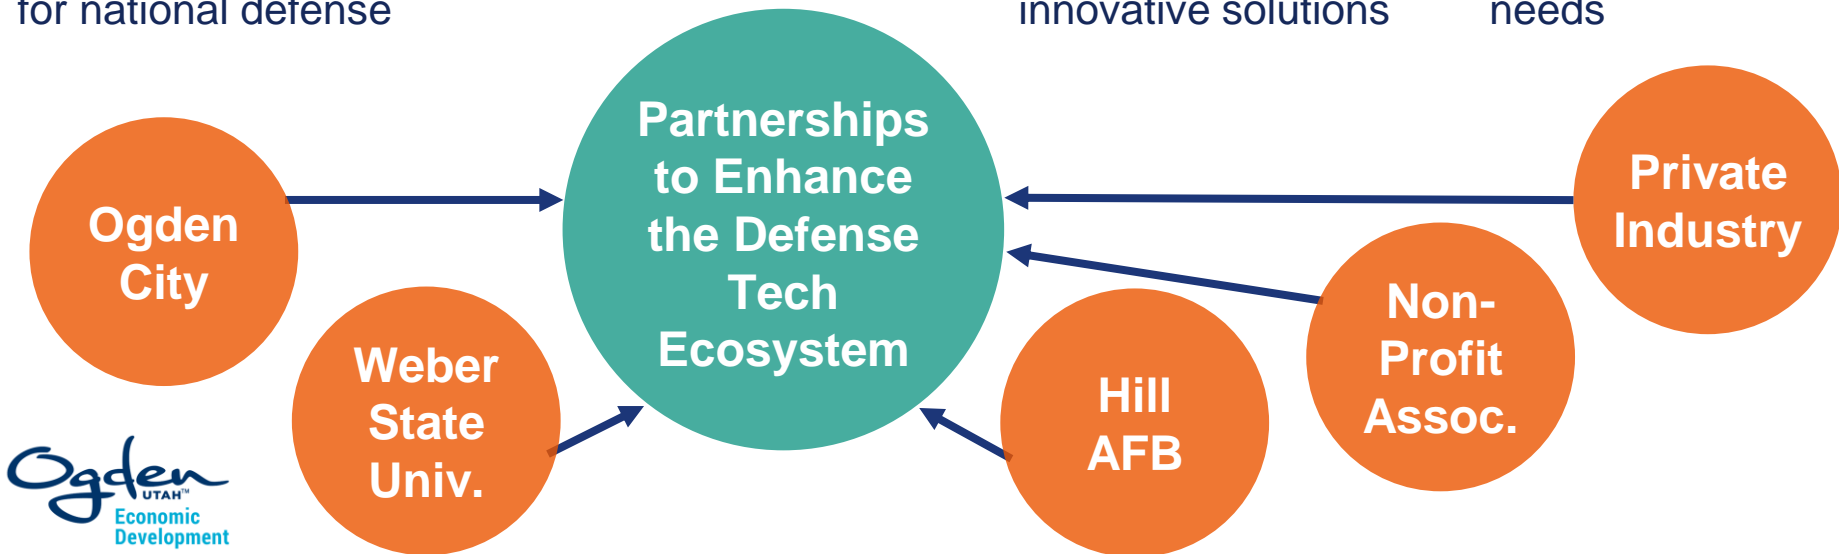 for national defense
innovative solutions
needs
Partnerships
to Enhance
the Defense
Tech
Ecosystem
Ogden
City
Weber
State
Univ.
Hill
AFB
Non-
Profit
Assoc.
Private
Industry
Ogden
UTAH™
Economic
Development